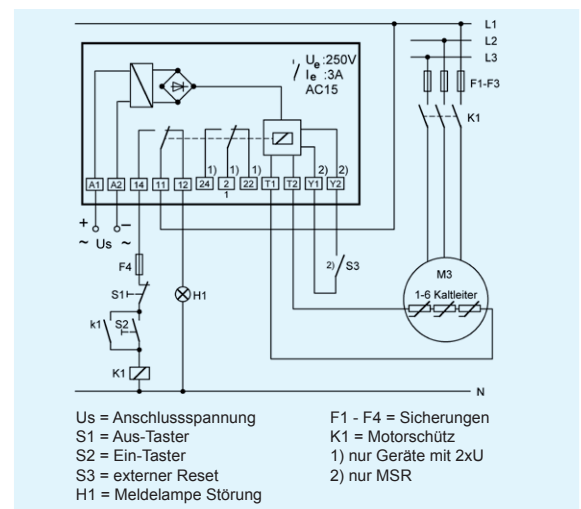 L1
L2
L3
Ue:250V
Ie :3A
AC15
F1-F3
K1
1) 1) 2) 2)
A1 A2 14 11 12 24 2 22 T1 T2 Y1 Y2
1
+ –
~ Us ~
F4
2) S3
M3
S1
H1
1-6 Kaltleiter
k1 S2
K1
N
Us = Anschlussspannung
S1 = Aus-Taster
S2 = Ein-Taster
S3 = externer Reset
H1 = Meldelampe Störung
F1 - F4 = Sicherungen
K1 = Motorschütz
1) nur Geräte mit 2xU
2) nur MSR